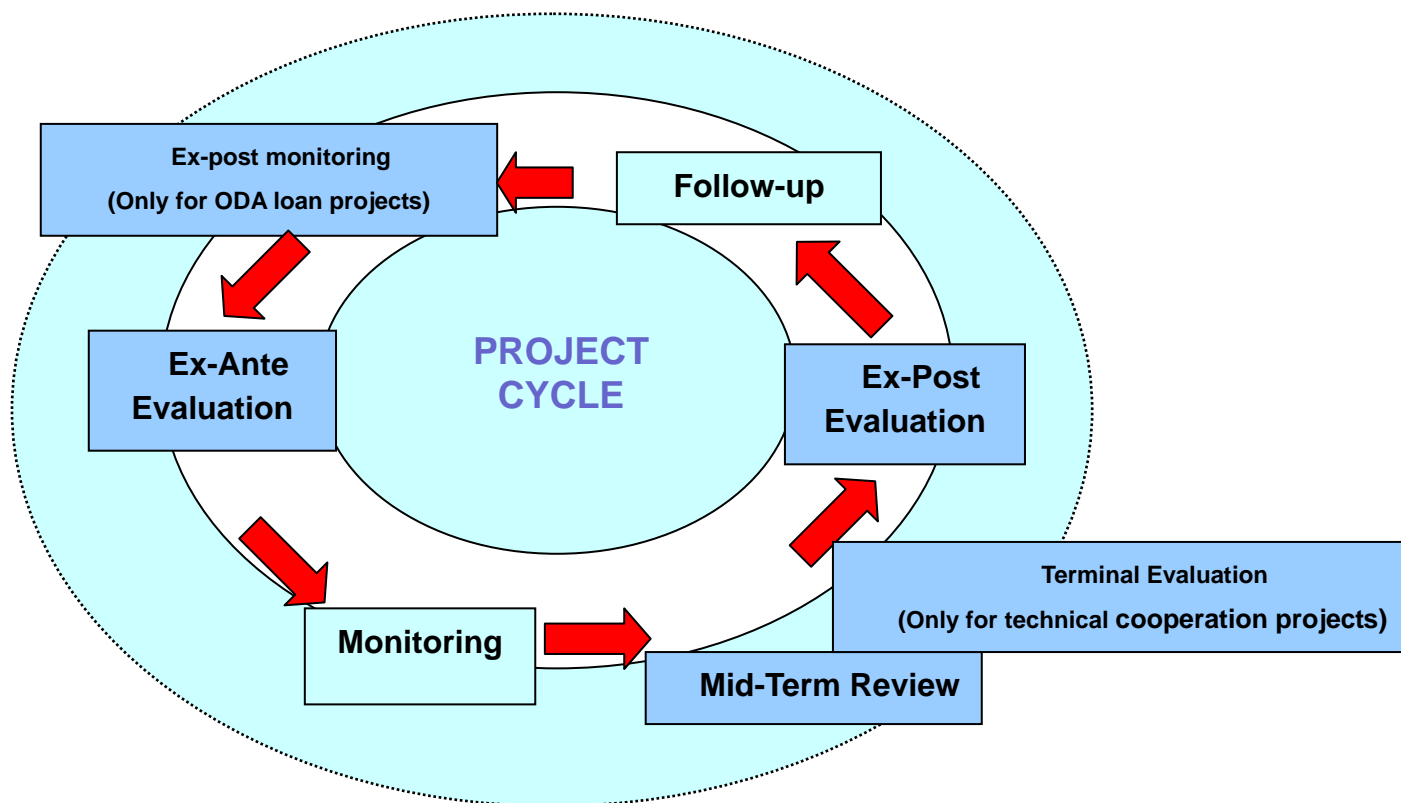 Ex-post monitoring
(Only for ODA loan projects)
Follow-up
PROJECT
CYCLE
Ex-Ante
Evaluation
Ex-Post
Evaluation
Terminal Evaluation
(Only for technical cooperation projects)
Monitoring
Mid-Term Review